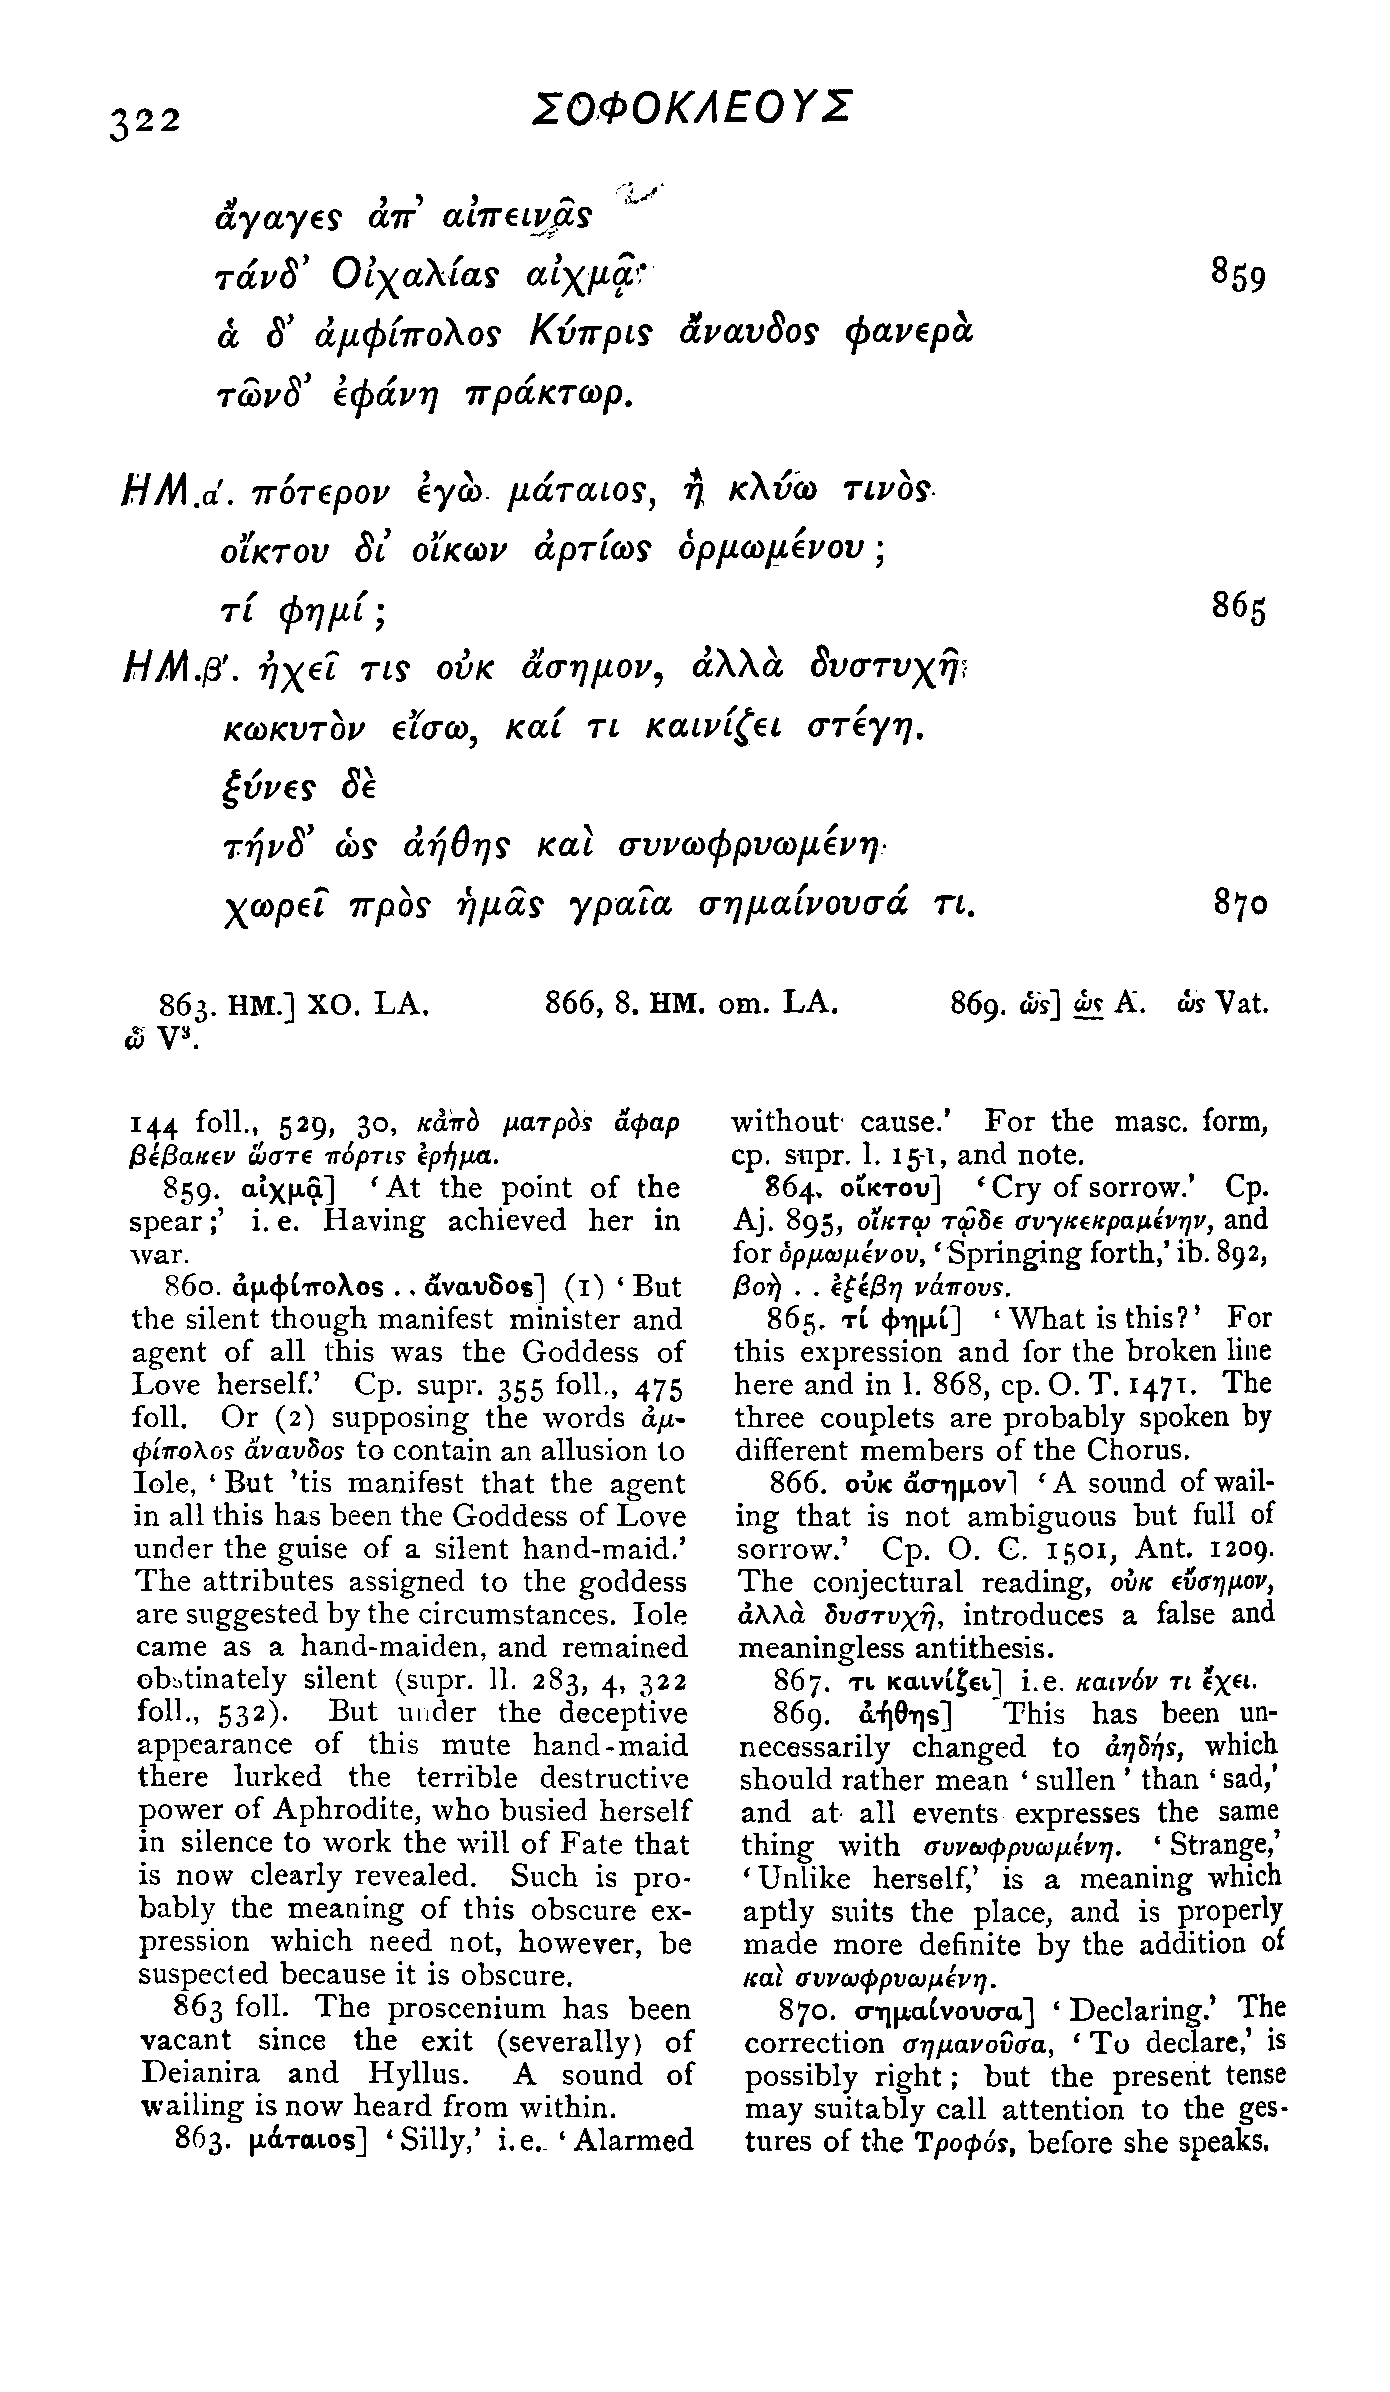 322 ΣΟΦΟΚΛΕΟΥΣ
ἄγαγες ἀπ' αἰπεινᾶς
τάνδ' Οἰχαλίας αἰχμᾷ· 859
ἁ δ' ἀμφίπολος Κύπρις ἄναυδος φανερὰ
τῶνδ' ἐφάνη πράκτωρ.
ΗΜ.α'. πότερον ἐγὼ μάταιος, ἢ κλύω τινὸς
οἴκτου δι' οἴκων ἀρτίως ὁρμωμένου ;
τί φημί ; 865
ΗΜ.β'. ἠχεῖ τις οὐκ ἄσημον, ἀλλὰ δυστυχῆ
κωκυτὸν εἴσω, καί τι καινίζει στέγη.
ξύνες δὲ
τήνδ' ὡς ἀήθης καὶ συνωφρυωμένη
χωρεῖ πρὸς ἡμᾶς γραῖα σημαίνουσά τι. 870
863. HM.] XO. LA. 866, 8. HM. om. LA. 869. ὡς] ὡς A. ὡς Vat.
ὦ V³.
144 foll., 529, 30, κἀπὸ ματρὸς ἄφαρ
βέβακεν ὥστε πόρτις ἐρήμα.
859. αἰχμᾷ] 'At the point of the
spear;' i. e. Having achieved her in
war.
860. ἀμφίπολος . . ἄναυδος] (1) 'But
the silent though manifest minister and
agent of all this was the Goddess of
Love herself.' Cp. supr. 355 foll., 475
foll. Or (2) supposing the words ἀμ-
φίπολος ἄναυδος to contain an allusion to
Iole, 'But 'tis manifest that the agent
in all this has been the Goddess of Love
under the guise of a silent hand-maid.'
The attributes assigned to the goddess
are suggested by the circumstances. Iole
came as a hand-maiden, and remained
obstinately silent (supr. ll. 283, 4, 322
foll., 532). But under the deceptive
appearance of this mute hand-maid
there lurked the terrible destructive
power of Aphrodite, who busied herself
in silence to work the will of Fate that
is now clearly revealed. Such is pro-
bably the meaning of this obscure ex-
pression which need not, however, be
suspected because it is obscure.
863 foll. The proscenium has been
vacant since the exit (severally) of
Deianira and Hyllus. A sound of
wailing is now heard from within.
863. μάταιος] 'Silly,' i. e. 'Alarmed
without cause.' For the masc. form,
cp. supr. l. 151, and note.
864. οἴκτου] 'Cry of sorrow.' Cp.
Aj. 895, οἴκτῳ τῷδε συγκεκραμένην, and
for ὁρμωμένου, 'Springing forth,' ib. 892,
βοὴ . . ἐξέβη νάπους.
865. τί φημί] 'What is this?' For
this expression and for the broken line
here and in l. 868, cp. O. T. 1471. The
three couplets are probably spoken by
different members of the Chorus.
866. οὐκ ἄσημον] 'A sound of wail-
ing that is not ambiguous but full of
sorrow.' Cp. O. C. 1501, Ant. 1209.
The conjectural reading, οὐκ εὔσημον,
ἀλλὰ δυστυχῆ, introduces a false and
meaningless antithesis.
867. τι καινίζει] i.e. καινόν τι ἔχει.
869. ἀήθης] This has been un-
necessarily changed to ἀηδής, which
should rather mean 'sullen' than 'sad,'
and at all events expresses the same
thing with συνωφρυωμένη. 'Strange,'
'Unlike herself,' is a meaning which
aptly suits the place, and is properly
made more definite by the addition of
καὶ συνωφρυωμένη.
870. σημαίνουσα] 'Declaring.' The
correction σημανοῦσα, 'To declare,' is
possibly right ; but the present tense
may suitably call attention to the ges-
tures of the Τροφός, before she speaks.